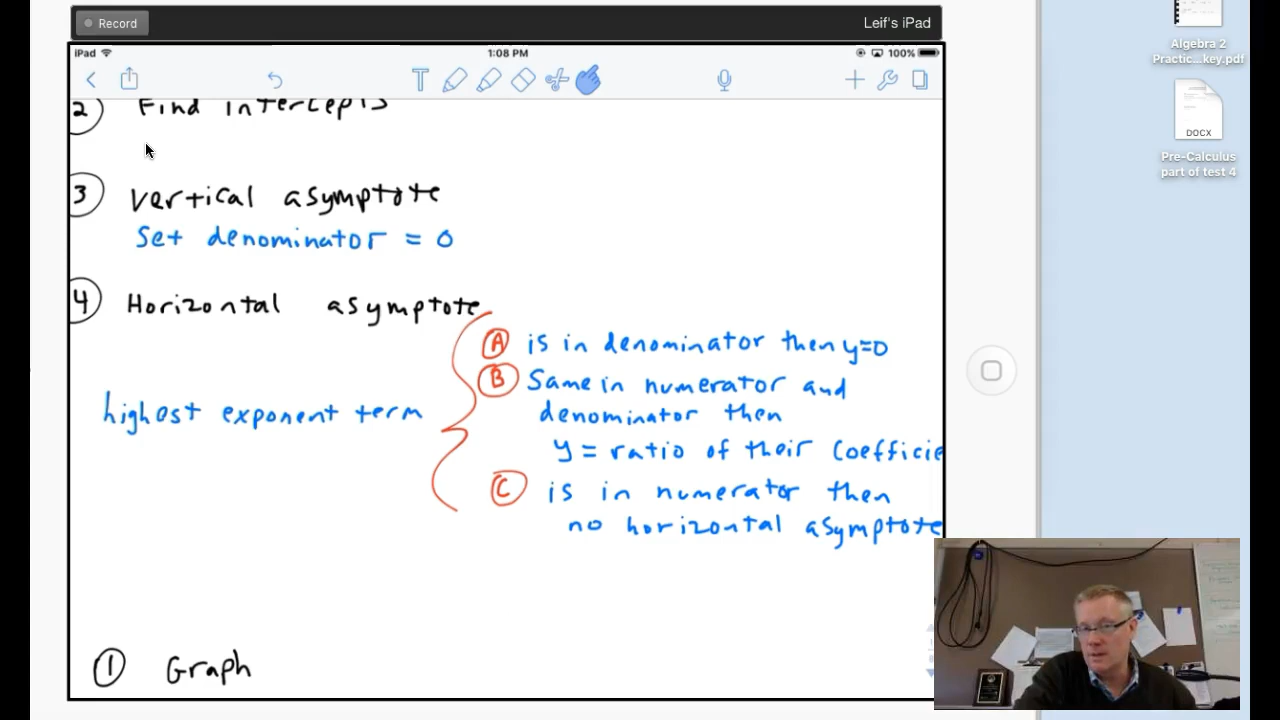 Record
Leif's iPad
iPad
1:08 PM
100%
T
2 Find intercepts
3 Vertical asymptote
Set denominator = 0
4 Horizontal asymptote
A is in denominator then y=0
B Same in numerator and
denominator then
y = ratio of their Coefficie
highest exponent term
C is in numerator then
no horizontal asymptote
1 Graph
Algebra 2
Practic...key.pdf
DOCX
Pre-Calculus
part of test 4